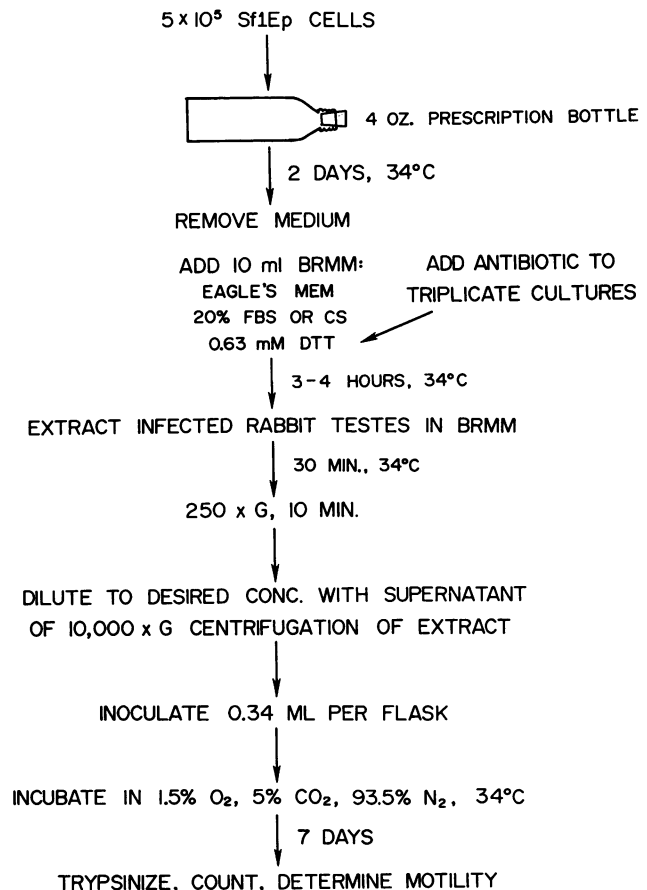 5 x 10⁵ Sf1Ep CELLS
4 OZ. PRESCRIPTION BOTTLE
2 DAYS, 34°C
REMOVE MEDIUM
ADD 10 ml BRMM:
EAGLE'S MEM
20% FBS OR CS
0.63 mM DTT
ADD ANTIBIOTIC TO
TRIPLICATE CULTURES
3-4 HOURS, 34°C
EXTRACT INFECTED RABBIT TESTES IN BRMM
30 MIN., 34°C
250 x G, 10 MIN.
DILUTE TO DESIRED CONC. WITH SUPERNATANT
OF 10,000 x G CENTRIFUGATION OF EXTRACT
INOCULATE 0.34 ML PER FLASK
INCUBATE IN 1.5% O₂, 5% CO₂, 93.5% N₂, 34°C
7 DAYS
TRYPSINIZE, COUNT, DETERMINE MOTILITY